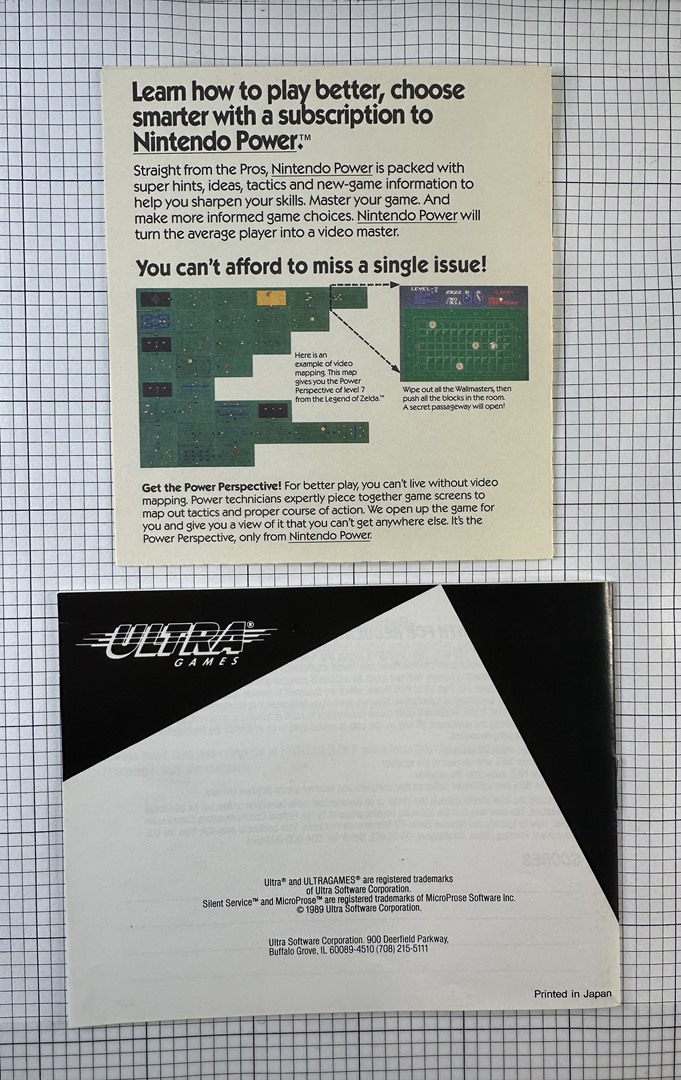 Learn how to play better, choose
smarter with a subscription to
Nintendo Power.™
Straight from the Pros, Nintendo Power is packed with
super hints, ideas, tactics and new-game information to
help you sharpen your skills. Master your game. And
make more informed game choices. Nintendo Power will
turn the average player into a video master.
You can't afford to miss a single issue!
LEVEL-7
Here is an
example of video
mapping. This map
gives you the Power
Perspective of level 7
from the Legend of Zelda.™
Wipe out all the Wallmasters, then
push all the blocks in the room.
A secret passageway will open!
Get the Power Perspective! For better play, you can't live without video
mapping. Power technicians expertly piece together game screens to
map out tactics and proper course of action. We open up the game for
you and give you a view of it that you can't get anywhere else. It's the
Power Perspective, only from Nintendo Power.
ULTRA®
GAMES
SCORES
Ultra® and ULTRAGAMES® are registered trademarks
of Ultra Software Corporation.
Silent Service™ and MicroProse™ are registered trademarks of MicroProse Software Inc.
© 1989 Ultra Software Corporation.
Ultra Software Corporation. 900 Deerfield Parkway,
Buffalo Grove, IL 60089-4510 (708) 215-5111
Printed in Japan